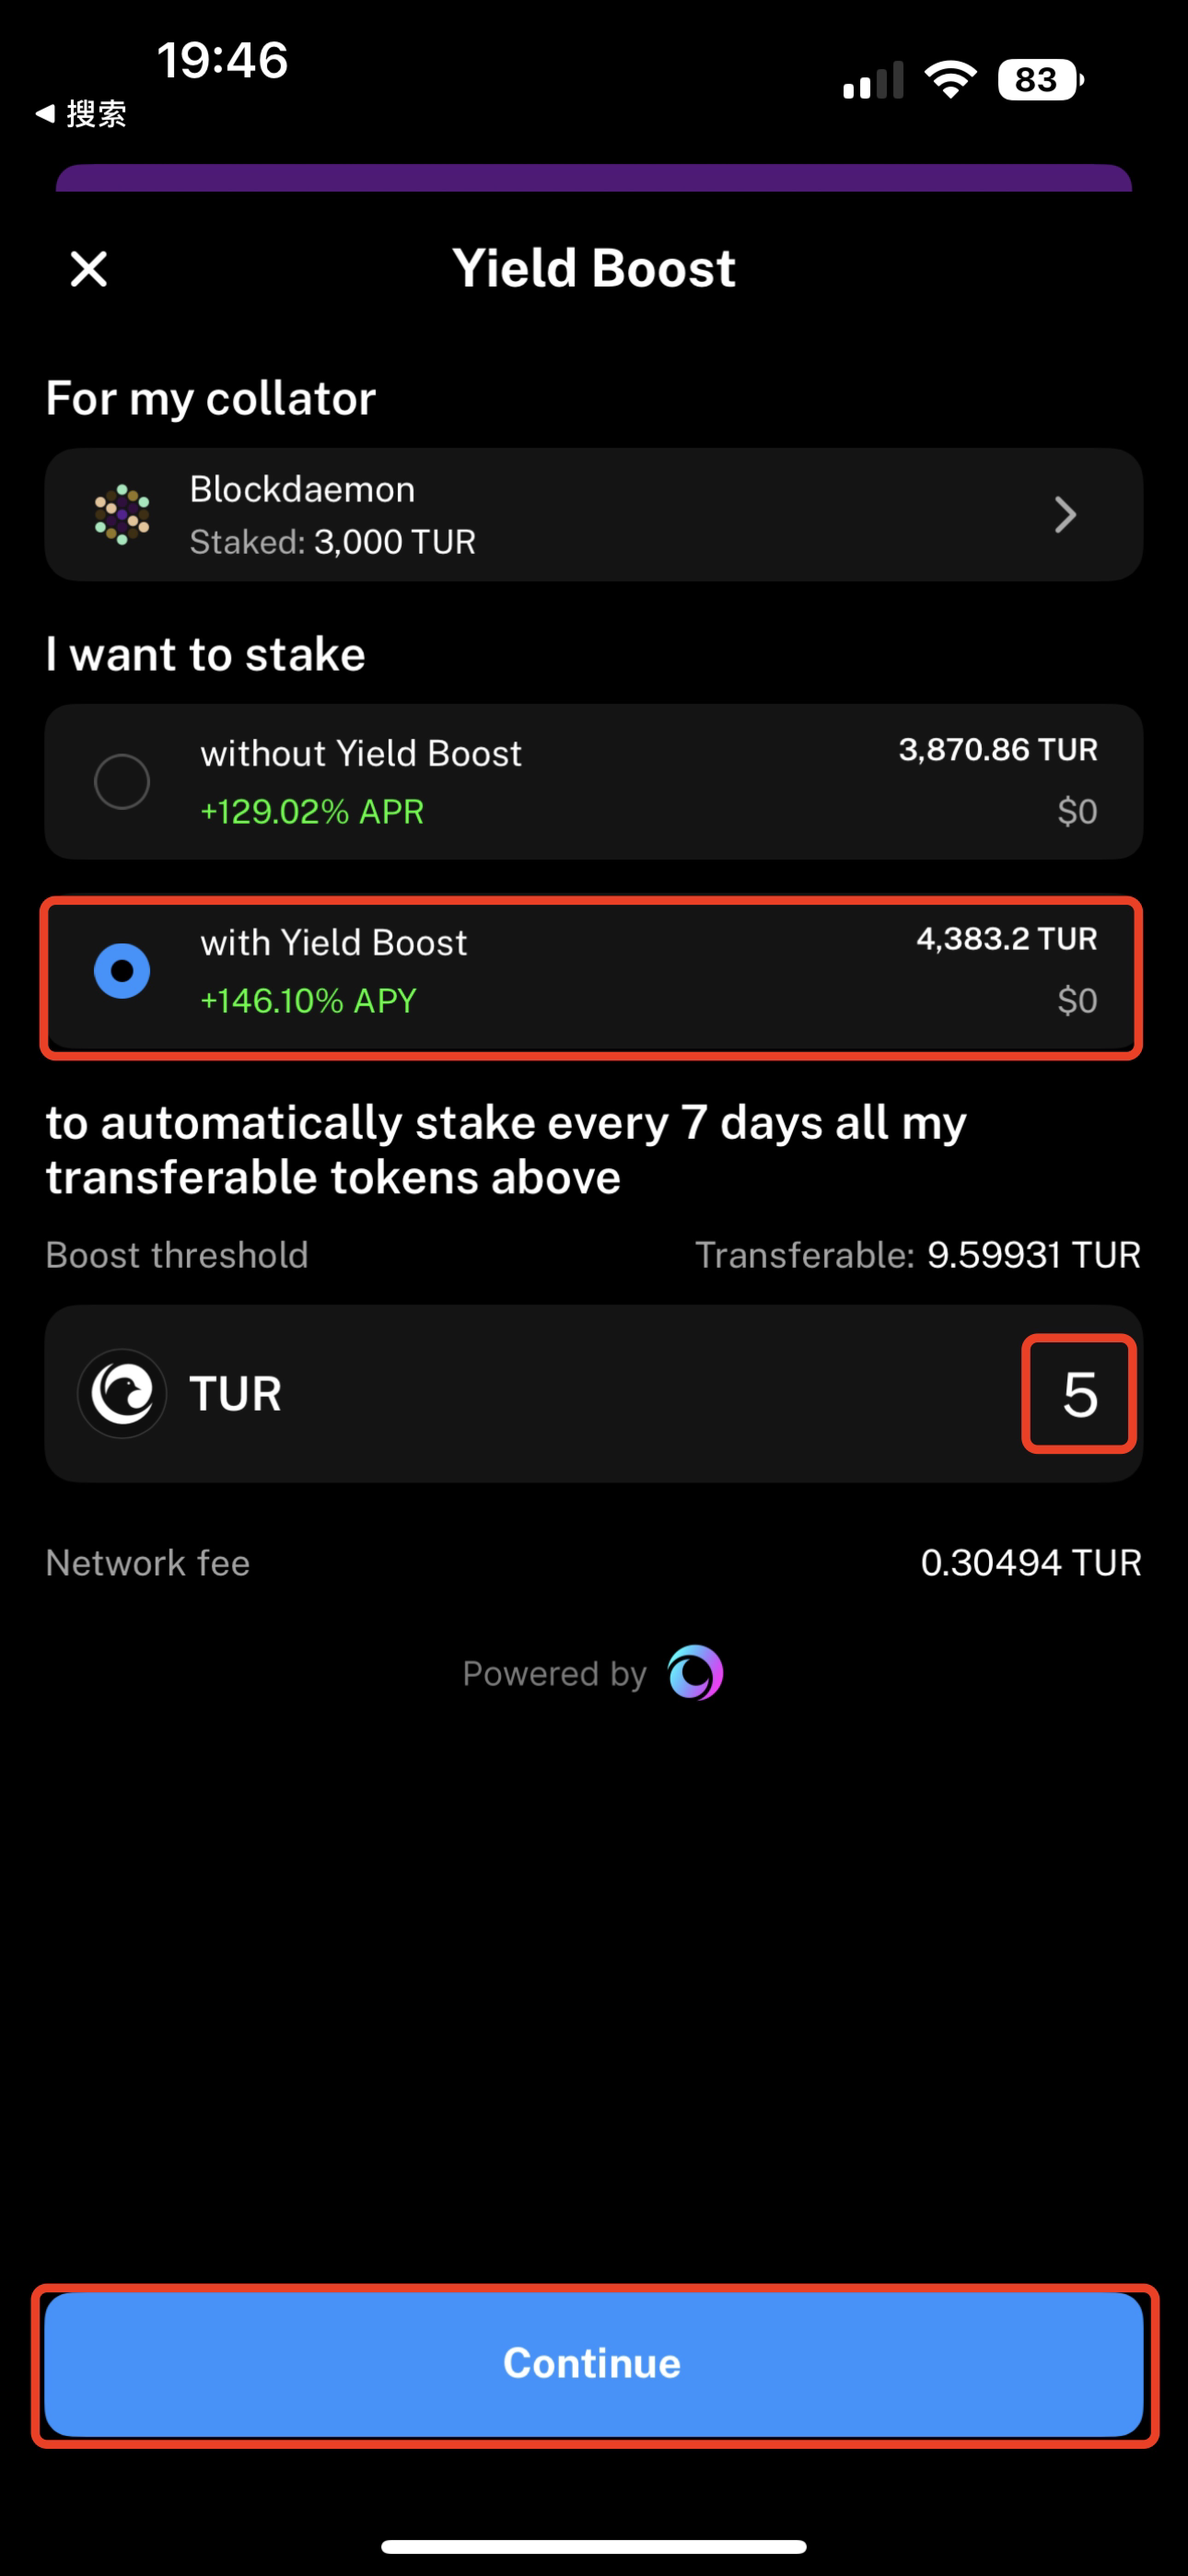 19:46
83
◀ 搜索
Yield Boost
For my collator
Blockdaemon
Staked: 3,000 TUR
I want to stake
without Yield Boost
3,870.86 TUR
+129.02% APR
$0
with Yield Boost
4,383.2 TUR
+146.10% APY
$0
to automatically stake every 7 days all my
transferable tokens above
Boost threshold
Transferable: 9.59931 TUR
TUR
5
Network fee
0.30494 TUR
Powered by
Continue